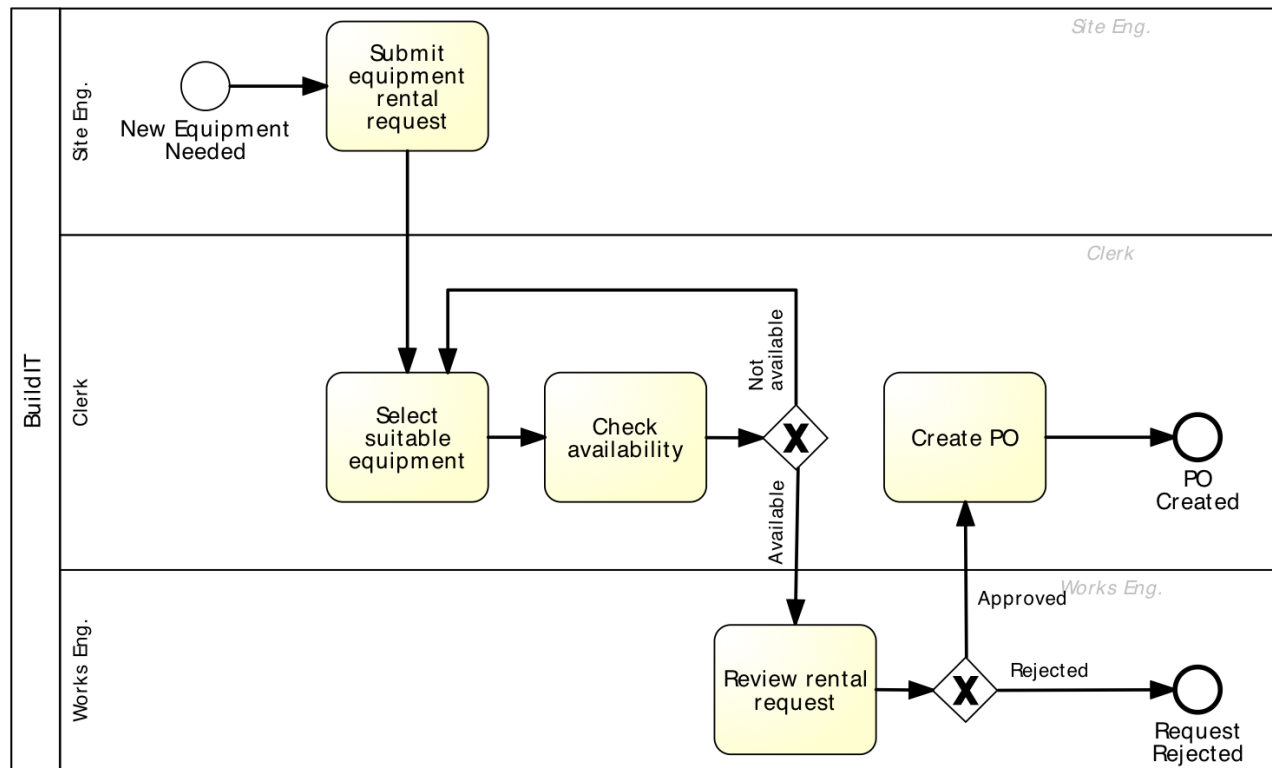 BuildIT
Site Eng.
Site Eng.
New Equipment
Needed
Submit
equipment
rental
request
Clerk
Clerk
Select
suitable
equipment
Check
availability
Not
available
Available
Create PO
PO
Created
Works Eng.
Works Eng.
Review rental
request
Approved
Rejected
Request
Rejected